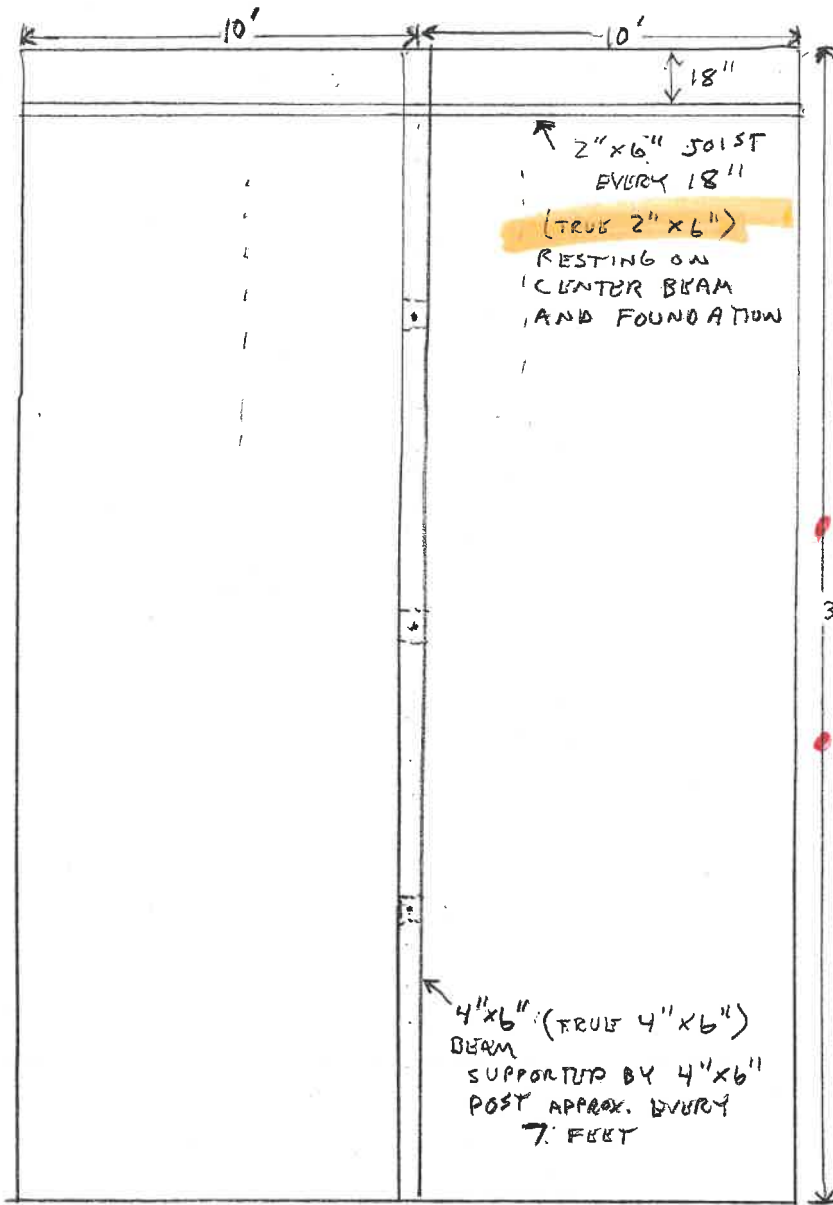 10'
10'
18"
2"x6" JOIST
EVERY 18"
(TRUE 2"x6")
RESTING ON
CENTER BEAM
AND FOUNDATION
3
4"x6" (TRUE 4"x6")
BEAM
SUPPORTED BY 4"x6"
POST APPROX. EVERY
7. FEET